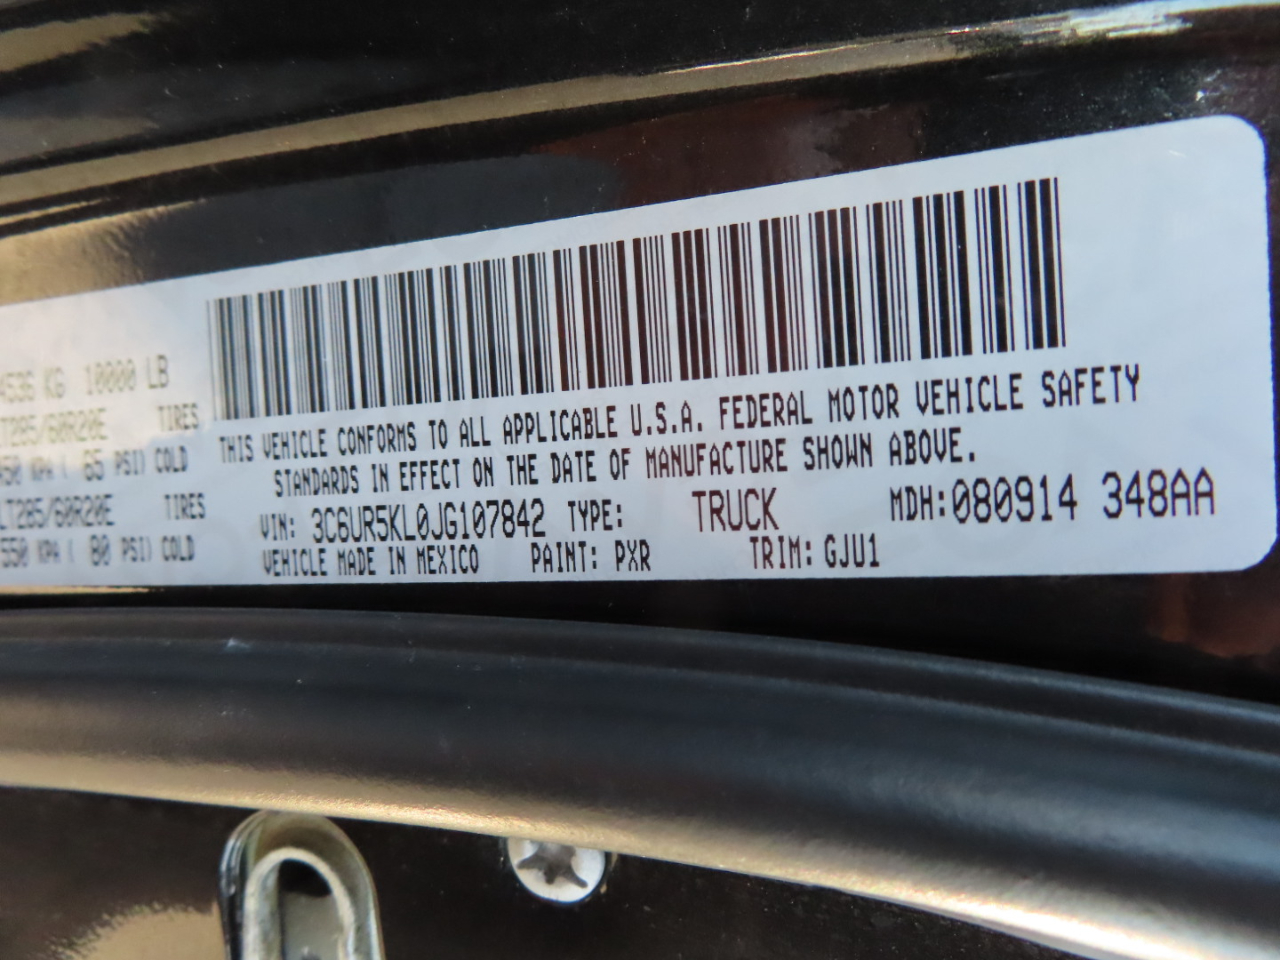 4536 KG 10000 LB
LT285/60R20E TIRES
450 KPA ( 65 PSI) COLD
LT285/60R20E TIRES
550 KPA ( 80 PSI) COLD
THIS VEHICLE CONFORMS TO ALL APPLICABLE U.S.A. FEDERAL MOTOR VEHICLE SAFETY
STANDARDS IN EFFECT ON THE DATE OF MANUFACTURE SHOWN ABOVE.
VIN: 3C6UR5KL0JG107842 TYPE: TRUCK MDH:080914 348AA
VEHICLE MADE IN MEXICO PAINT: PXR TRIM: GJU1